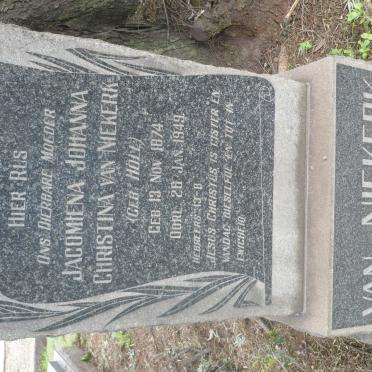 HIER RUS
ONS DIERBARE MOEDER
JACOMIENA JOHANNA
CHRISTINA VAN NIEKERK
(GEB HOLL)
GEB 13 NOV. 1874
OORL. 26 JAN. 1949.
HEBREERS 13-8
JESUS CHRISTUS IS GISTER EN
VANDAG DIESELFDE EN TOT IN
EWIGHEID
VAN NIEKERK